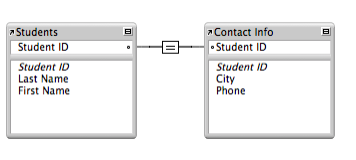 Students
Student ID
Student ID
Last Name
First Name
=
Contact Info
Student ID
Student ID
City
Phone